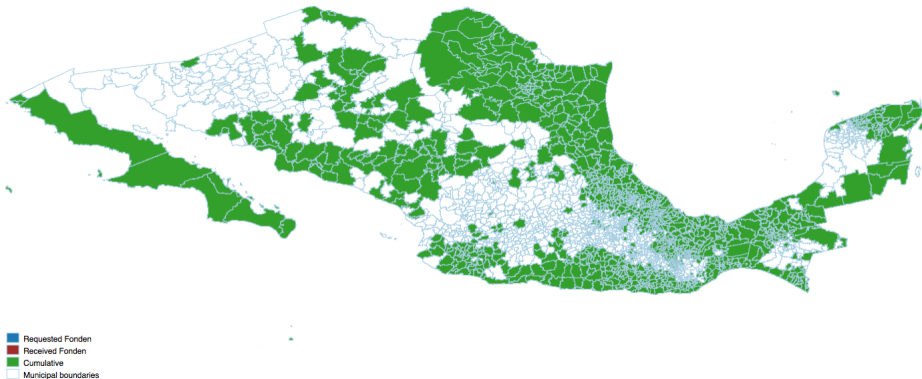 Requested Fonden
Received Fonden
Cumulative
Municipal boundaries